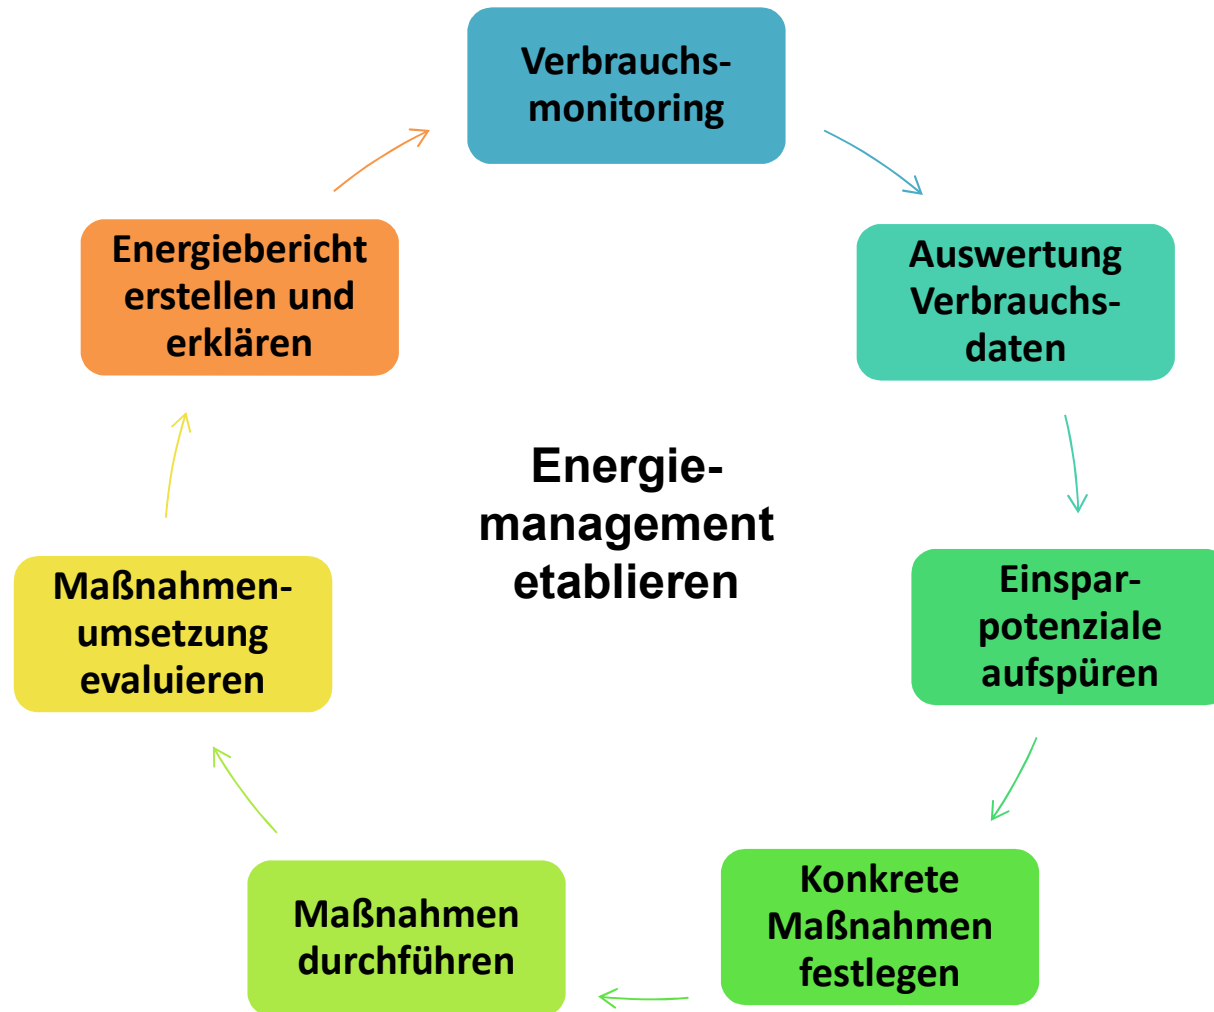 Verbrauchs-
monitoring
Auswertung
Verbrauchs-
daten
Einspar-
potenziale
aufspüren
Konkrete
Maßnahmen
festlegen
Maßnahmen
durchführen
Maßnahmen-
umsetzung
evaluieren
Energiebericht
erstellen und
erklären
Energie-
management
etablieren